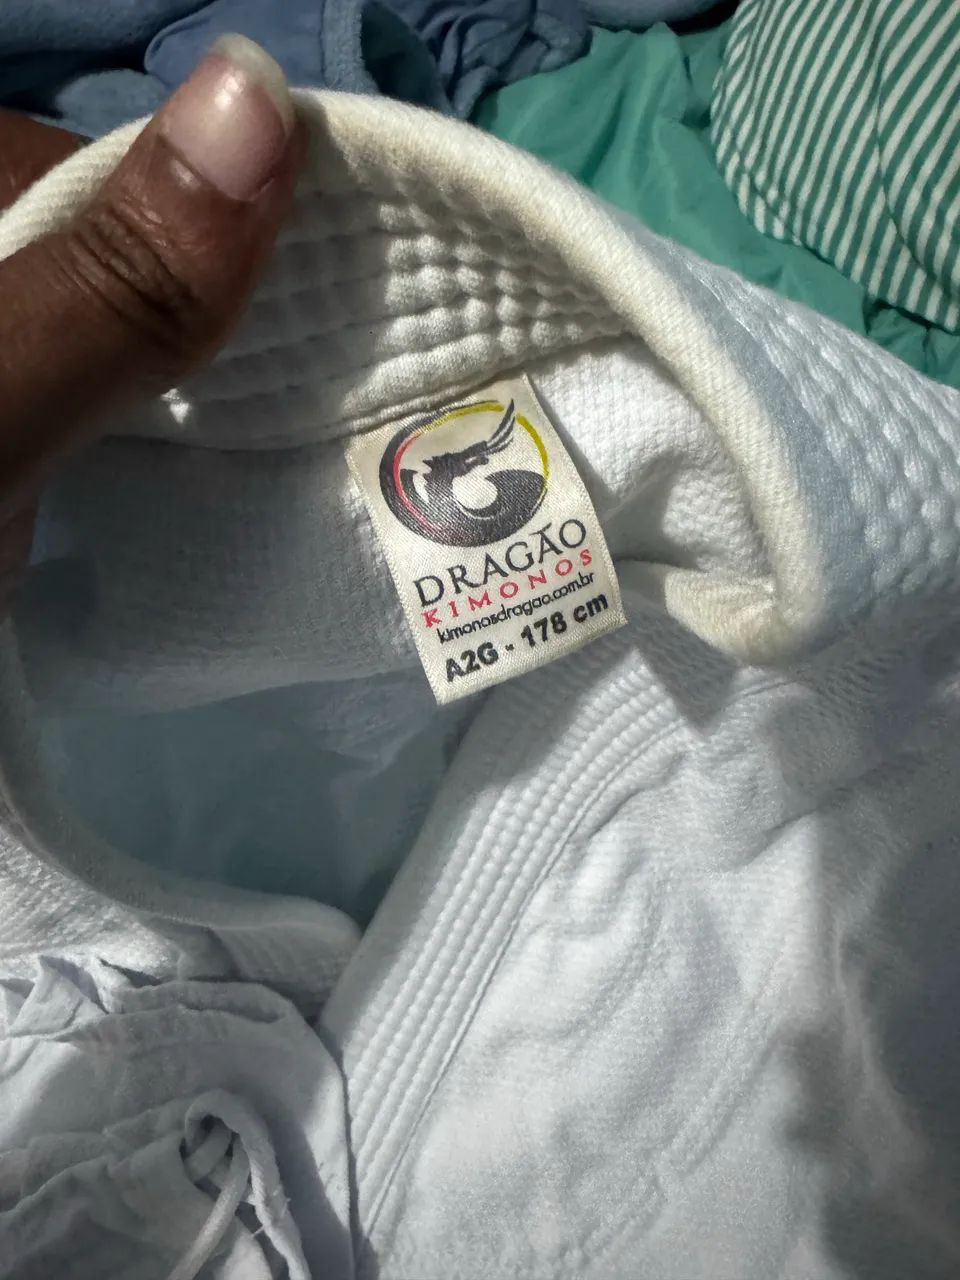 DRAGÃO
KIMONOS
kimonosdragao.com.br
A2G - 178 cm